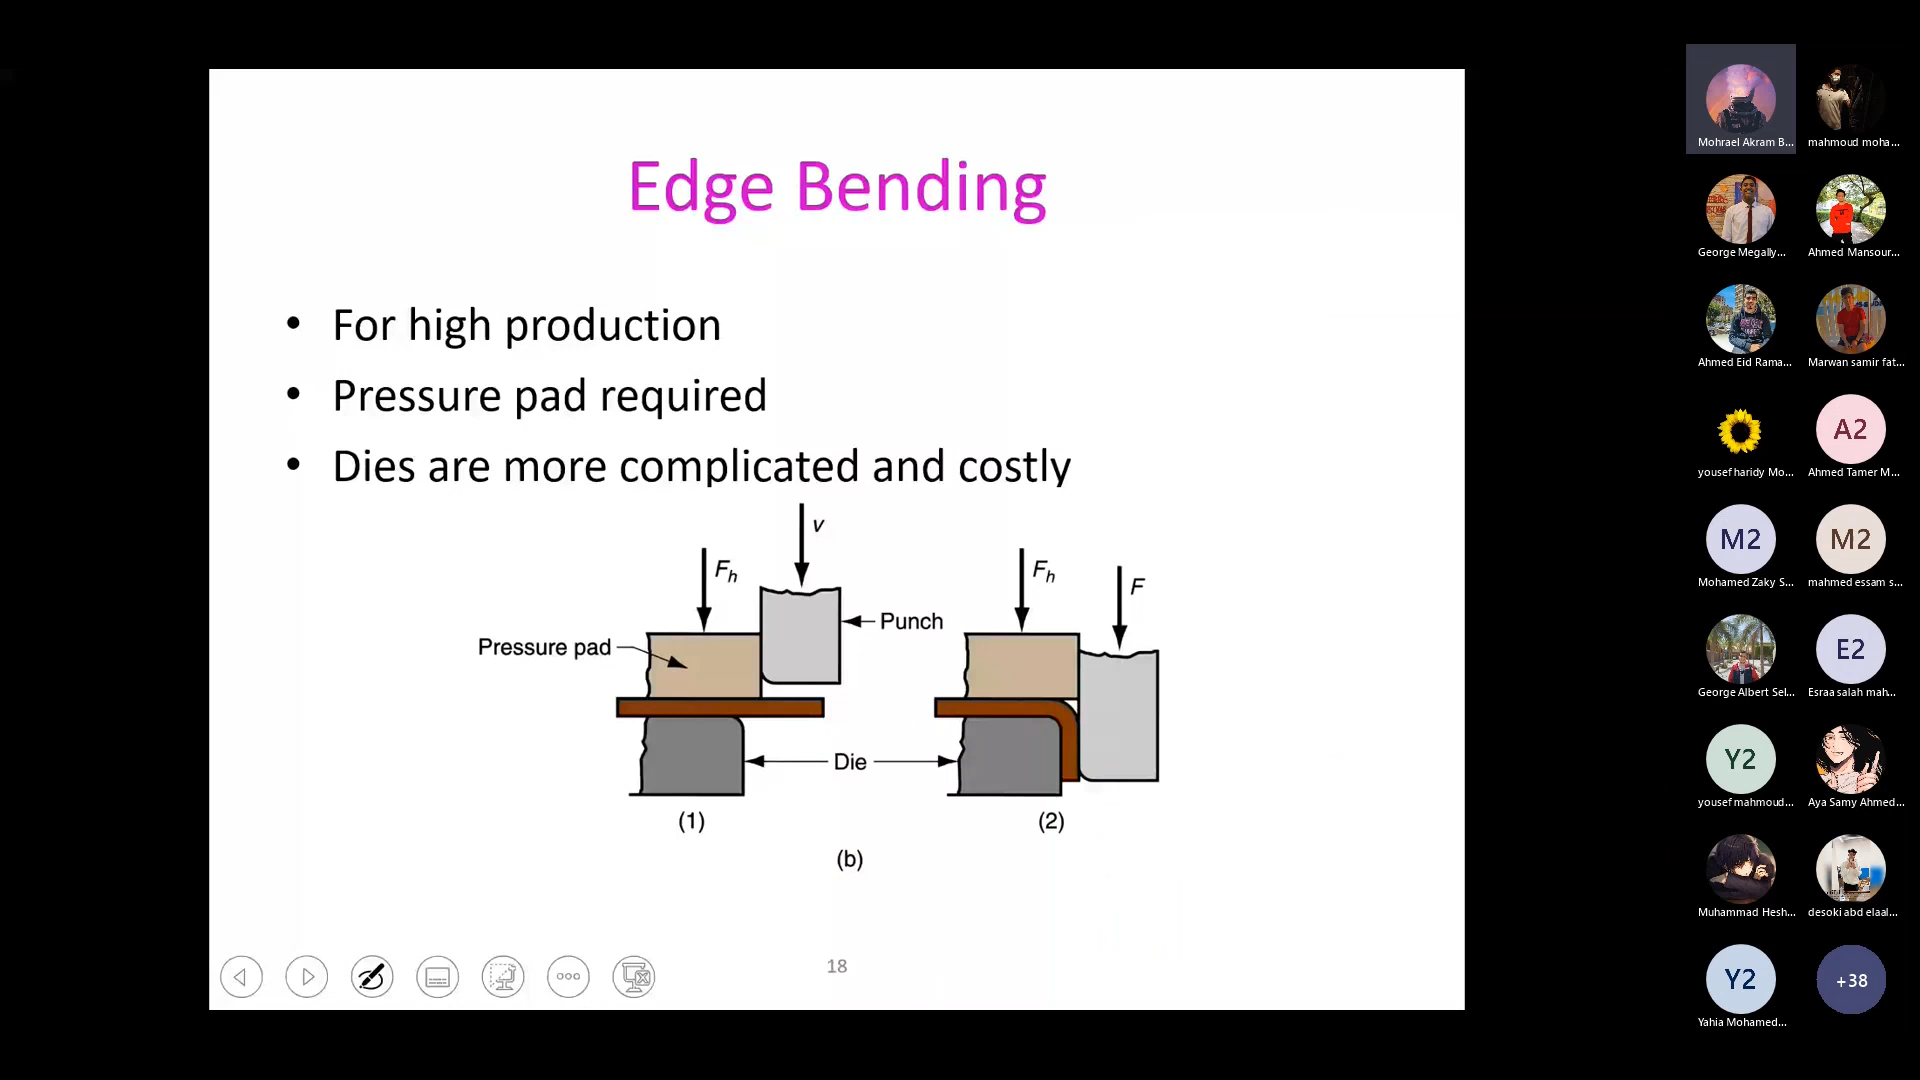 Edge Bending
• For high production
• Pressure pad required
• Dies are more complicated and costly
v
Fh
Fh
F
Punch
Pressure pad
Die
(1)
(2)
(b)
18
Mohrael Akram B...
mahmoud moha...
George Megally...
Ahmed Mansour...
Ahmed Eid Rama...
Marwan samir fat...
A2
yousef haridy Mo...
Ahmed Tamer M...
M2
M2
Mohamed Zaky S...
mahmed essam s...
E2
George Albert Sel...
Esraa salah mah...
Y2
yousef mahmoud...
Aya Samy Ahmed...
Muhammad Hesh...
desoki abd elaal...
Y2
+38
Yahia Mohamed...